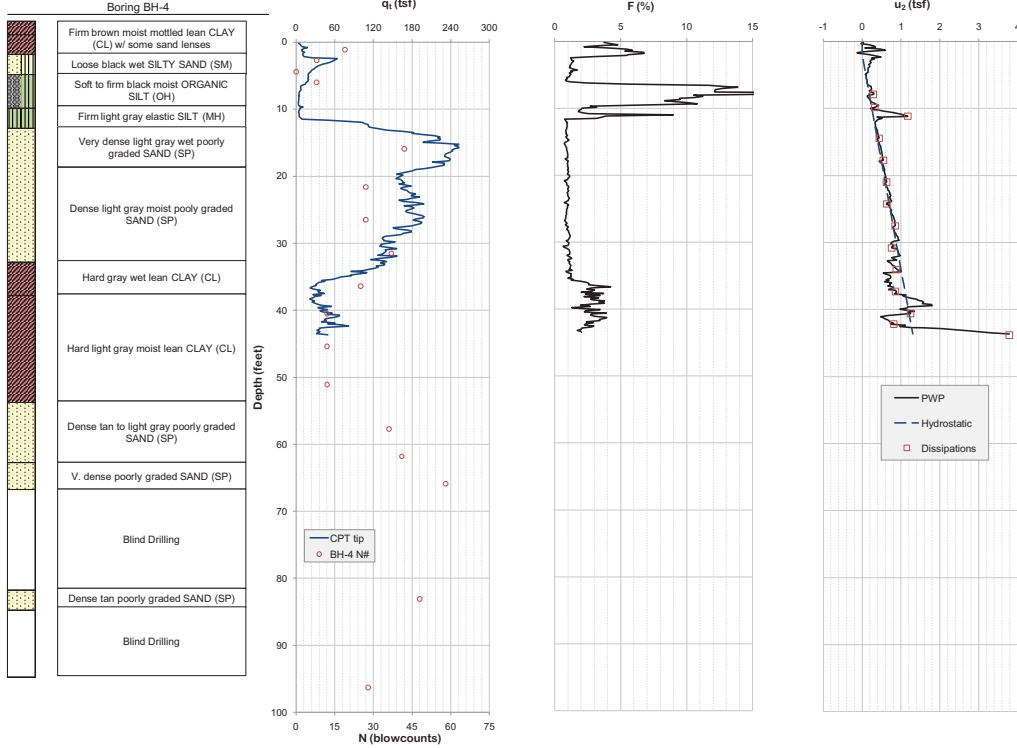 Boring BH-4
Firm brown moist mottled lean CLAY
(CL) w/ some sand lenses
Loose black wet SILTY SAND (SM)
Soft to firm black moist ORGANIC
SILT (OH)
Firm light gray elastic SILT (MH)
Very dense light gray wet poorly
graded SAND (SP)
Dense light gray moist pooly graded
SAND (SP)
Hard gray wet lean CLAY (CL)
Hard light gray moist lean CLAY (CL)
Dense tan to light gray poorly graded
SAND (SP)
V. dense poorly graded SAND (SP)
Blind Drilling
Dense tan poorly graded SAND (SP)
Blind Drilling
qt (tsf)
0 60 120 180 240 300
0
10
20
30
40
50
60
70
80
90
100
Depth (feet)
CPT tip
BH-4 N#
0 15 30 45 60 75
N (blowcounts)
F (%)
0 5 10 15
u2 (tsf)
-1 0 1 2 3 4
PWP
Hydrostatic
Dissipations